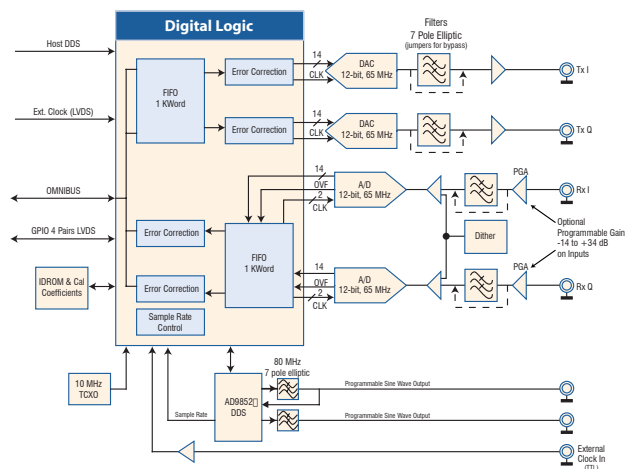 Digital Logic
Filters
7 Pole Elliptic
(jumpers for bypass)
Host DDS
14
CLK
DAC
12-bit, 65 MHz
Tx I
FIFO
1 KWord
Error Correction
Ext. Clock (LVDS)
14
CLK
Error Correction
DAC
12-bit, 65 MHz
Tx Q
14
OVF
2
CLK
A/D
12-bit, 65 MHz
PGA
Rx I
OMNIBUS
GPIO 4 Pairs LVDS
Error Correction
FIFO
1 KWord
Dither
Optional
Programmable Gain
-14 to +34 dB
on Inputs
IDROM & Cal
Coefficients
Error Correction
14
OVF
2
CLK
A/D
12-bit, 65 MHz
PGA
Rx Q
Sample Rate
Control
80 MHz
7 pole elliptic
10 MHz
TCXO
AD9852
DDS
Programmable Sine Wave Output
Sample Rate
Programmable Sine Wave Output
External
Clock In
(TTL)